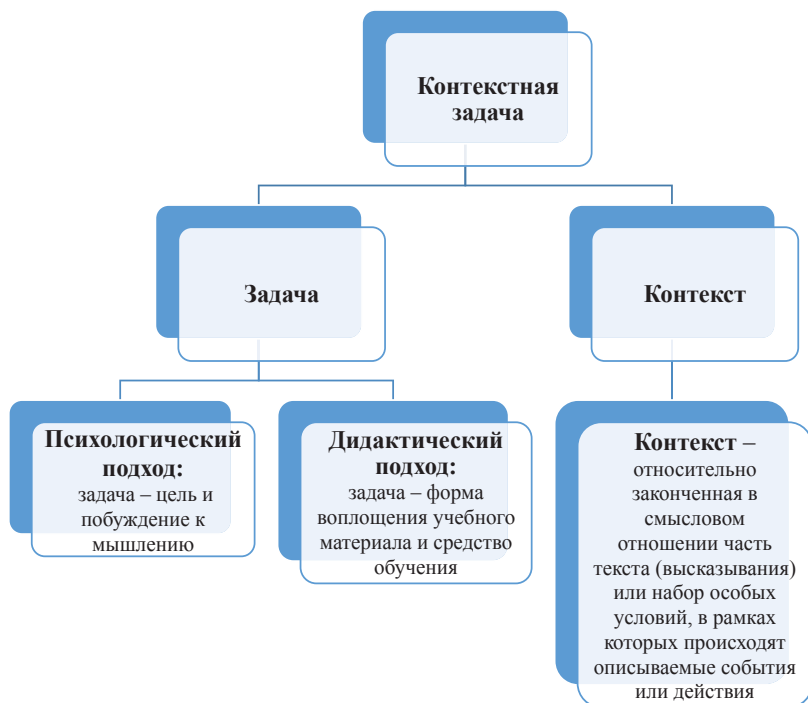 Контекстная
задача
Задача
Контекст
Психологический
подход:
задача – цель и
побуждение к
мышлению
Дидактический
подход:
задача – форма
воплощения учебного
материала и средство
обучения
Контекст –
относительно
законченная в
смысловом
отношении часть
текста (высказывания)
или набор особых
условий, в рамках
которых происходят
описываемые события
или действия